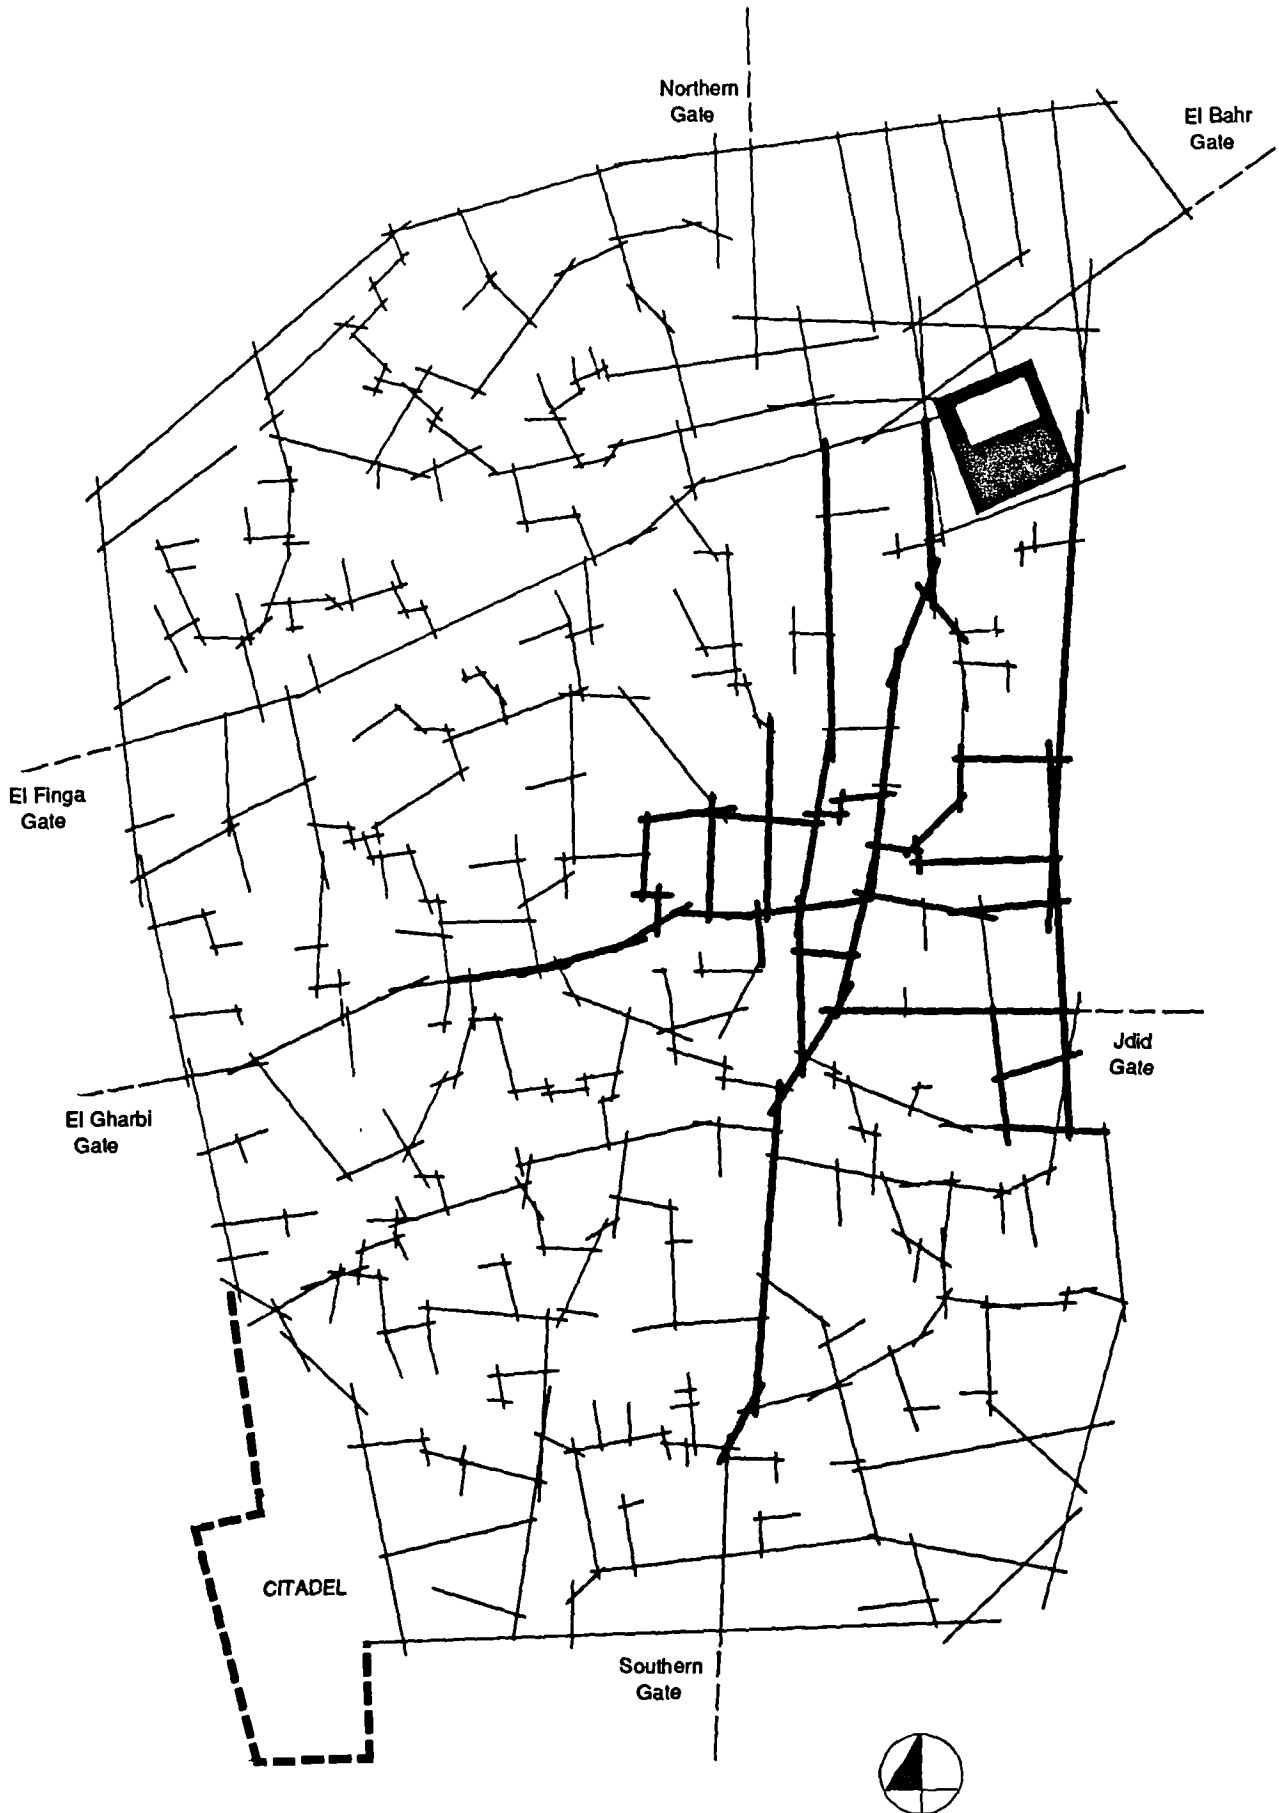 Northern
Gate
El Bahr
Gate
El Finga
Gate
Jdid
Gate
El Gharbi
Gate
CITADEL
Southern
Gate